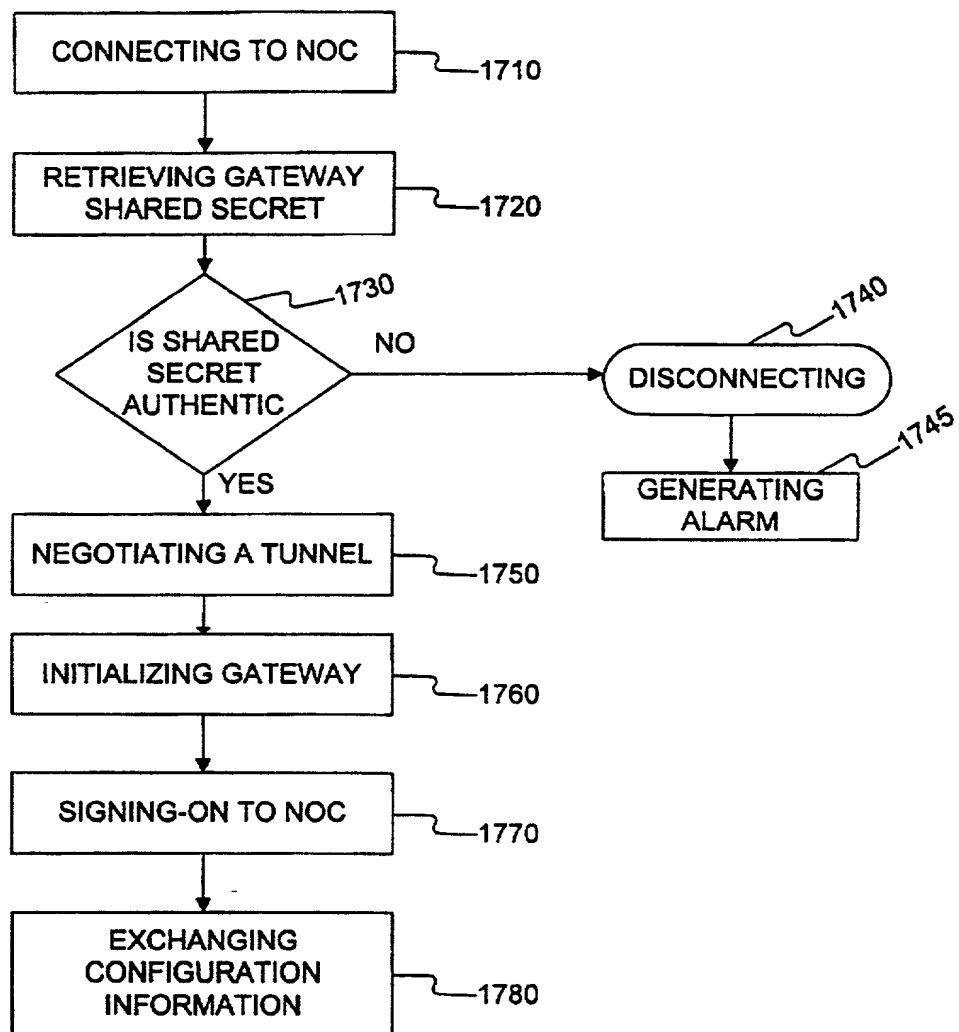 CONNECTING TO NOC
1710
RETRIEVING GATEWAY
SHARED SECRET
1720
1730
IS SHARED
SECRET
AUTHENTIC
NO
1740
DISCONNECTING
1745
GENERATING
ALARM
YES
NEGOTIATING A TUNNEL
1750
INITIALIZING GATEWAY
1760
SIGNING-ON TO NOC
1770
EXCHANGING
CONFIGURATION
INFORMATION
1780